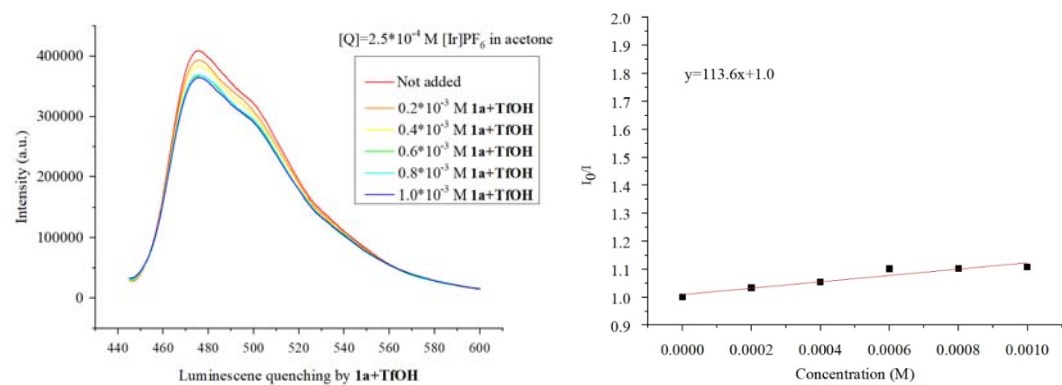 [Q]=2.5*10-4 M [Ir]PF6 in acetone
Not added
0.2*10-3 M 1a+TfOH
0.4*10-3 M 1a+TfOH
0.6*10-3 M 1a+TfOH
0.8*10-3 M 1a+TfOH
1.0*10-3 M 1a+TfOH
Intensity (a.u.)
400000
300000
200000
100000
0
440 460 480 500 520 540 560 580 600
Luminescene quenching by 1a+TfOH
y=113.6x+1.0
I0/I
2.0
1.9
1.8
1.7
1.6
1.5
1.4
1.3
1.2
1.1
1.0
0.9
0.0000 0.0002 0.0004 0.0006 0.0008 0.0010
Concentration (M)